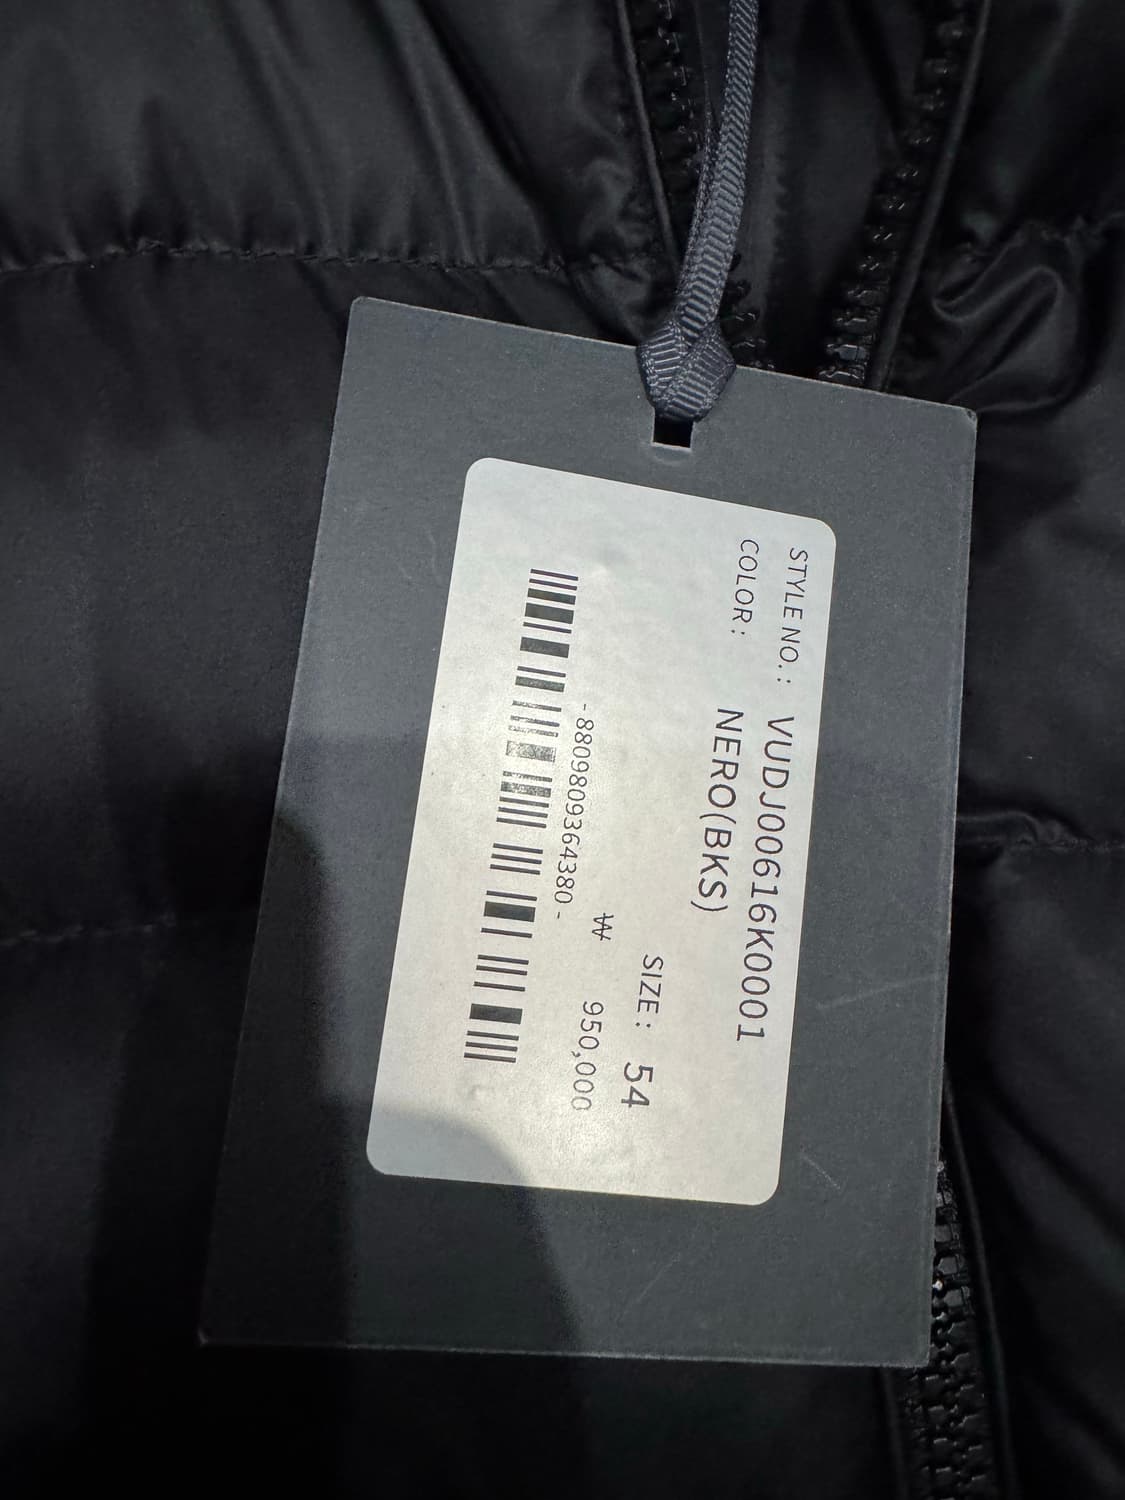 STYLE NO.: VUDJ00616K0001
COLOR: NERO(BKS)
SIZE: 54
₩ 950,000
-8809809364380-